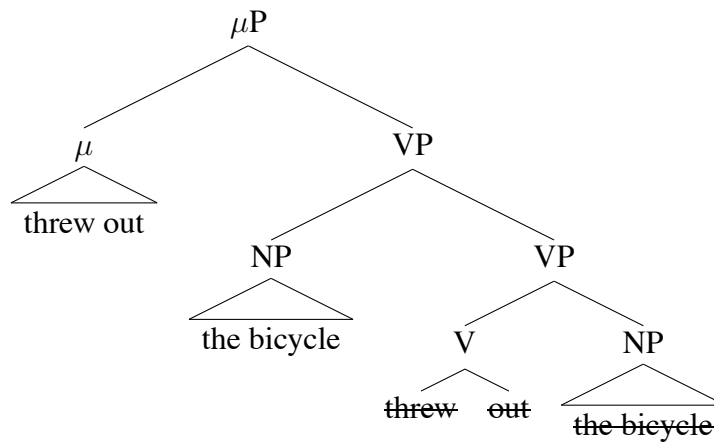 μP
μ VP
threw out
NP VP
the bicycle V NP
threw out the bicycle